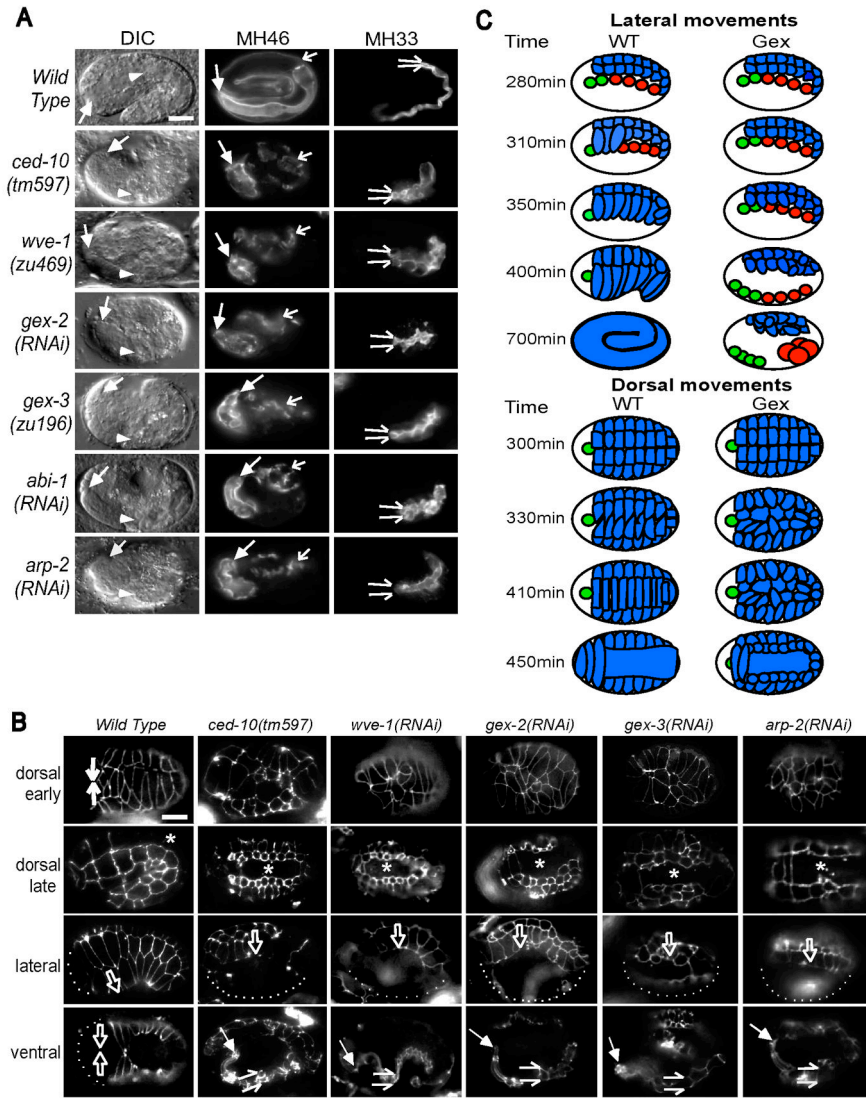 A
DIC MH46 MH33
Wild Type
ced-10 (tm597)
wve-1 (zu469)
gex-2 (RNAi)
gex-3 (zu196)
abi-1 (RNAi)
arp-2 (RNAi)
C
Lateral movements
Time WT Gex
280min
310min
350min
400min
700min
Dorsal movements
Time WT Gex
300min
330min
410min
450min
B
Wild Type ced-10(tm597) wve-1(RNAi) gex-2(RNAi) gex-3(RNAi) arp-2(RNAi)
dorsal early
dorsal late
lateral
ventral